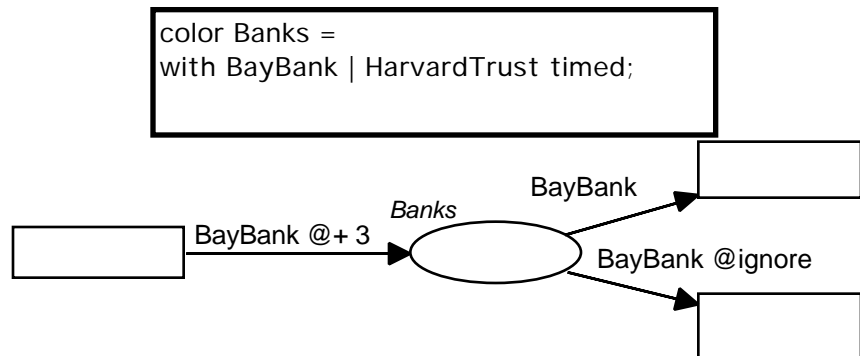 color Banks =
with BayBank | HarvardTrust timed;
BayBank
Banks
BayBank @+ 3
BayBank @ignore